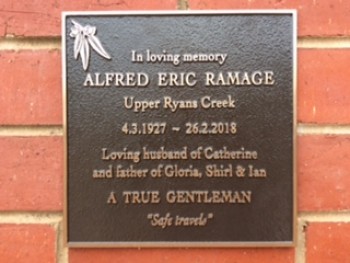 In loving memory
ALFRED ERIC RAMAGE
Upper Ryans Creek
4.3.1927 ~ 26.2.2018
Loving husband of Catherine
and father of Gloria, Shirl & Ian
A TRUE GENTLEMAN
"Safe travels"